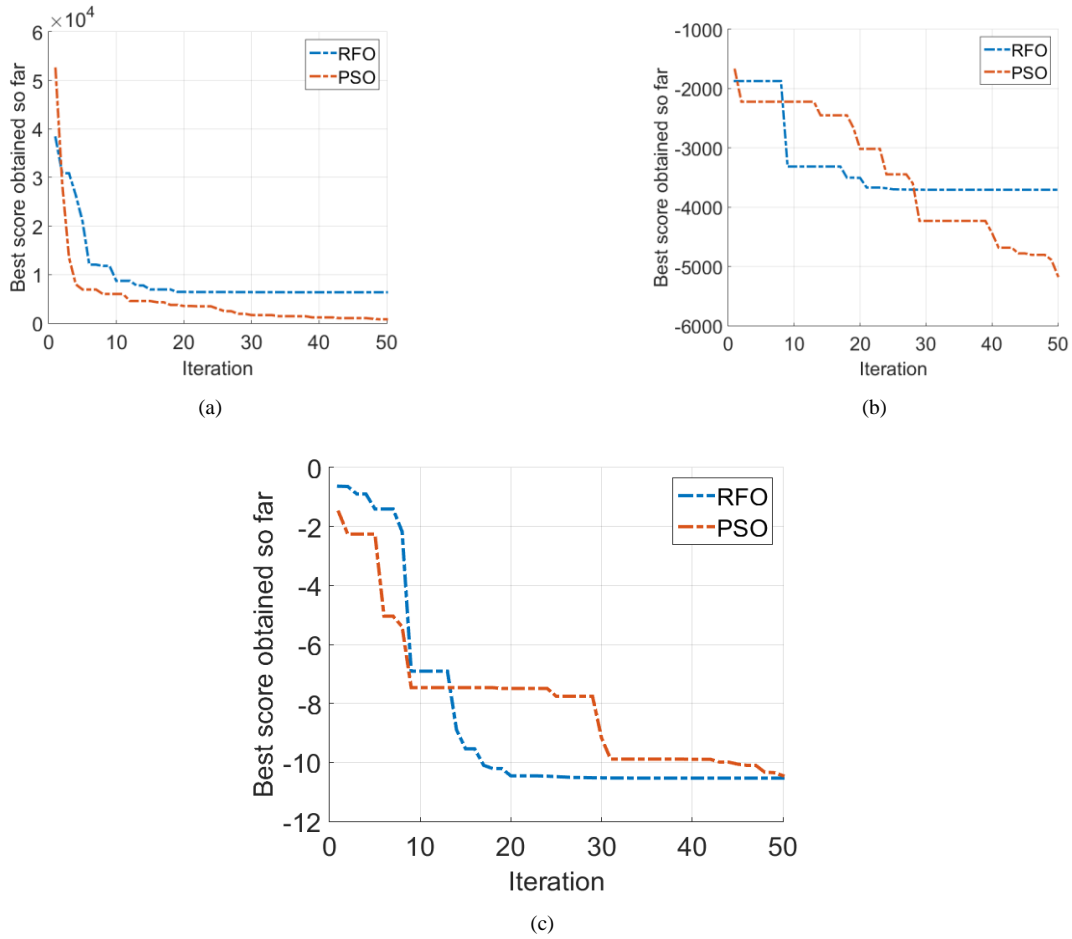 ×10^4
6
5
4
3
2
1
0
0 10 20 30 40 50
Best score obtained so far
Iteration
RFO
PSO
(a)
-1000
-2000
-3000
-4000
-5000
-6000
0 10 20 30 40 50
Best score obtained so far
Iteration
RFO
PSO
(b)
0
-2
-4
-6
-8
-10
-12
0 10 20 30 40 50
Best score obtained so far
Iteration
RFO
PSO
(c)